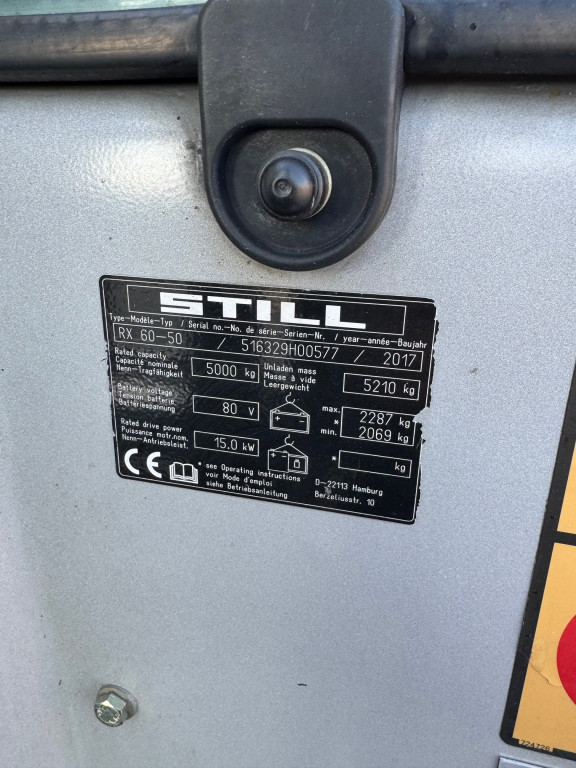 STILL
Type-Modèle-Typ / Serial no.-No. de série-Serien-Nr. / year-année-Baujahr
RX 60-50 / 516329H00577 / 2017
Rated capacity
Capacité nominale
Nenn-Tragfähigkeit
5000 kg
Unladen mass
Masse à vide
Leergewicht
5210 kg
Battery voltage
Tension batterie
Batteriespannung
80 V
max. 2287 kg
*
min. 2069 kg
Rated drive power
Puissance motr.nom.
Nenn-Antriebsleist.
15.0 kW
* kg
CE
* see Operating instructions
voir Mode d'emploi
siehe Betriebsanleitung
D-22113 Hamburg
Berzeliusstr. 10
724726